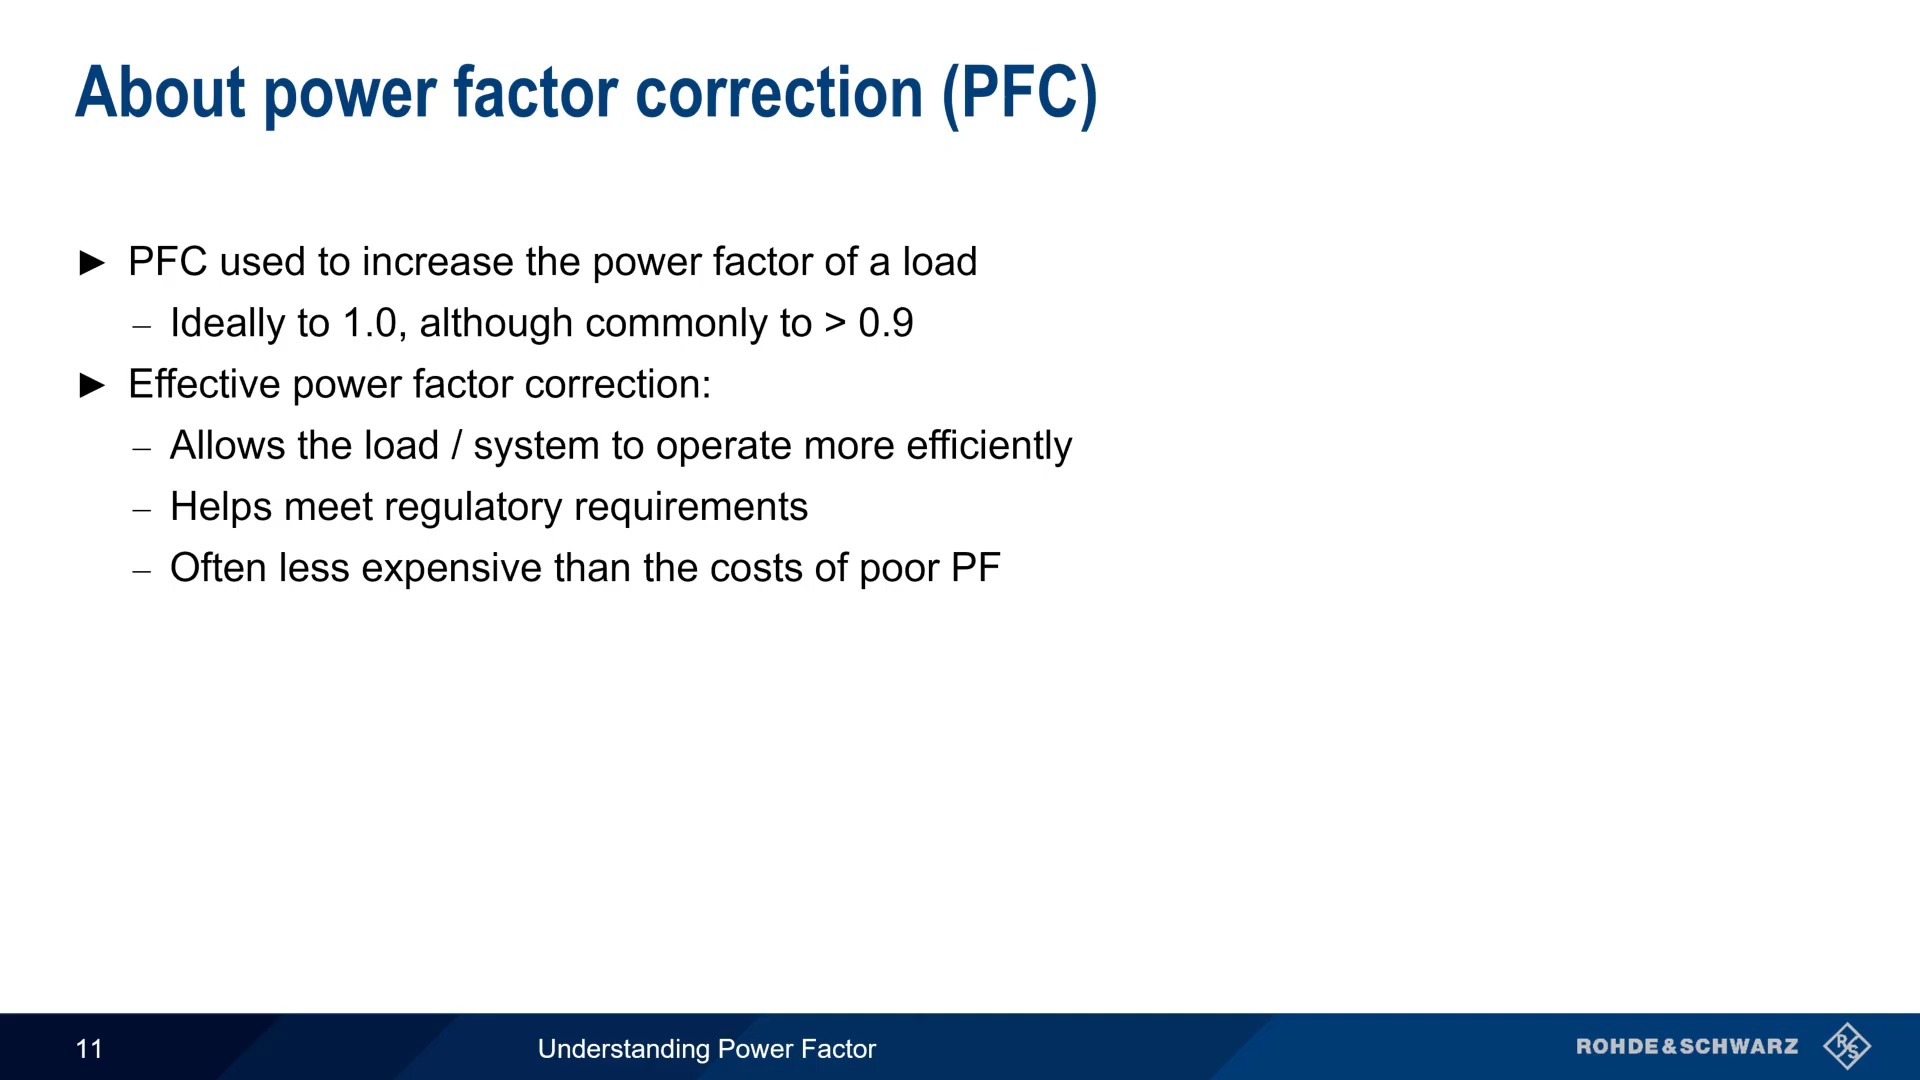 About power factor correction (PFC)
► PFC used to increase the power factor of a load
– Ideally to 1.0, although commonly to > 0.9
► Effective power factor correction:
– Allows the load / system to operate more efficiently
– Helps meet regulatory requirements
– Often less expensive than the costs of poor PF
11
Understanding Power Factor
ROHDE&SCHWARZ
R&S